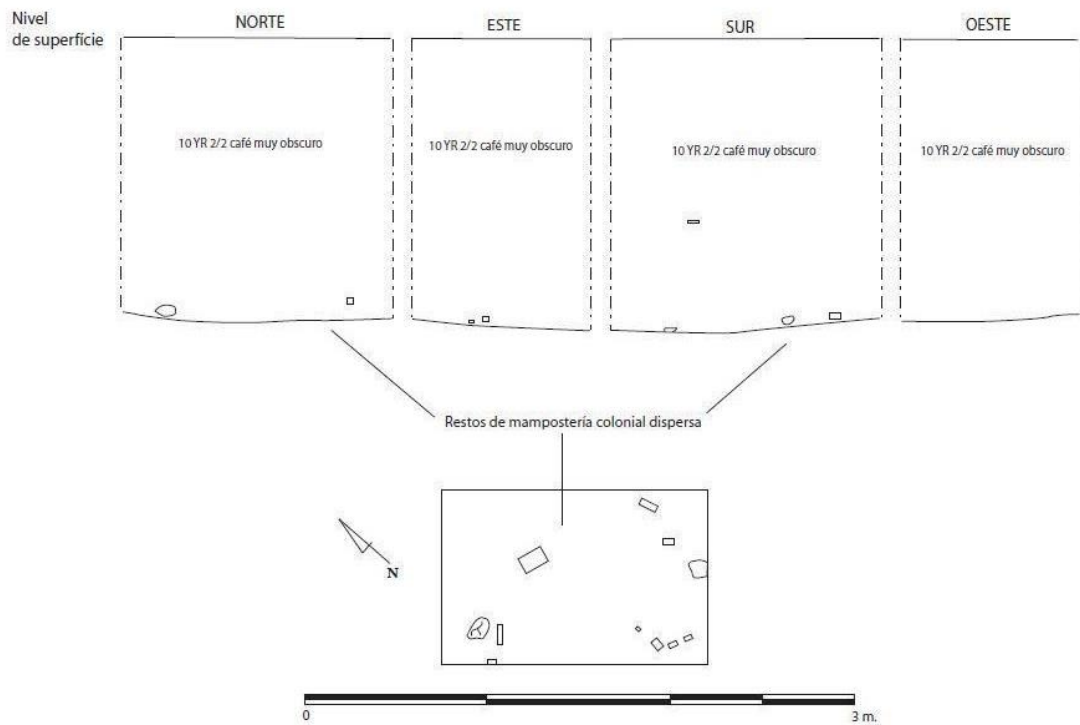 Nivel
de superfície
NORTE
ESTE
SUR
OESTE
10 YR 2/2 café muy obscuro
10 YR 2/2 café muy obscuro
10 YR 2/2 café muy obscuro
10 YR 2/2 café muy obscuro
Restos de mampostería colonial dispersa
N
0
3 m.